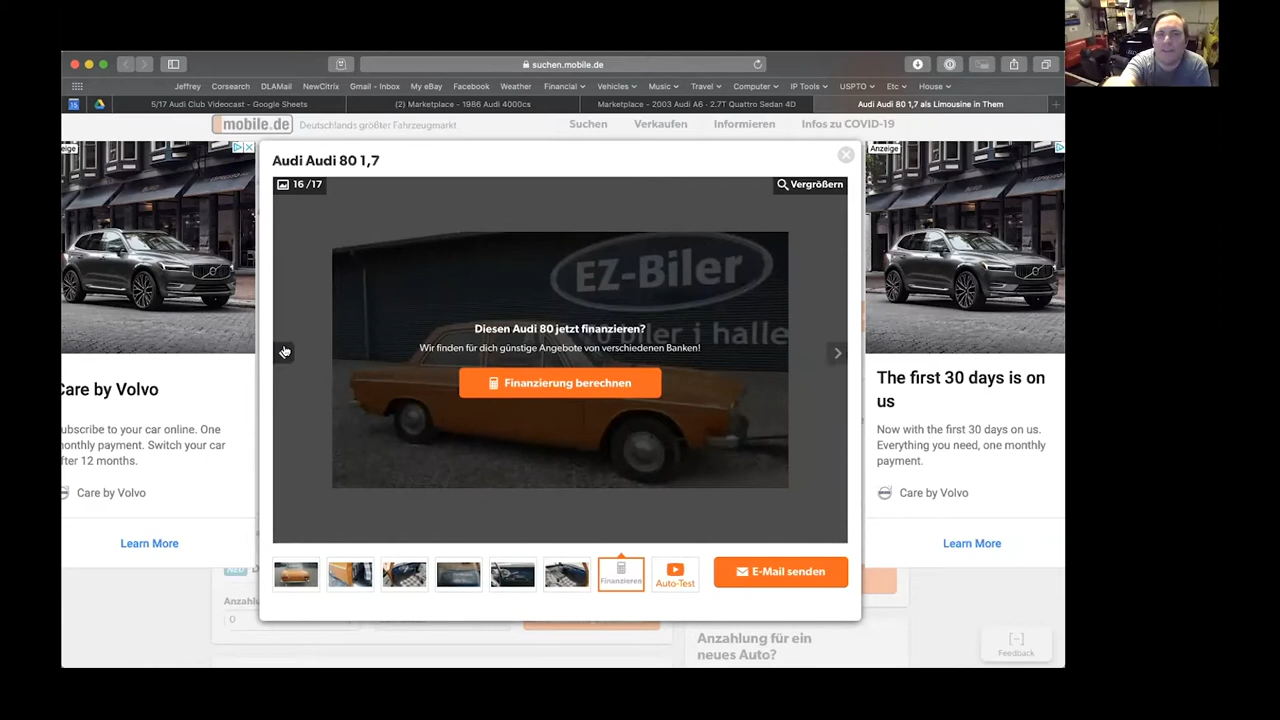 suchen.mobile.de
Jeffrey Corsearch DLAMail NewCitrix Gmail - Inbox My eBay Facebook Weather Financial Vehicles Music Travel Computer IP Tools USPTO Etc House
5/17 Audi Club Videocast - Google Sheets
(2) Marketplace - 1986 Audi 4000cs
Marketplace - 2003 Audi A6 - 2.7T Quattro Sedan 4D
Audi Audi 80 1,7 als Limousine in Them
mobile.de Deutschlands größter Fahrzeugmarkt
Suchen Verkaufen Informieren Infos zu COVID-19
Anzeige
Audi Audi 80 1,7
16 /17
Vergrößern
EZ-Biler
o biler i halle
Diesen Audi 80 jetzt finanzieren?
Wir finden für dich günstige Angebote von verschiedenen Banken!
Finanzierung berechnen
Care by Volvo
ubscribe to your car online. One
onthly payment. Switch your car
fter 12 months.
Care by Volvo
Learn More
The first 30 days is on
us
Now with the first 30 days on us.
Everything you need, one monthly
payment.
Care by Volvo
Learn More
Finanzieren
Auto-Test
E-Mail senden
Anzahl
0
Anzahlung für ein
neues Auto?
[-]
Feedback